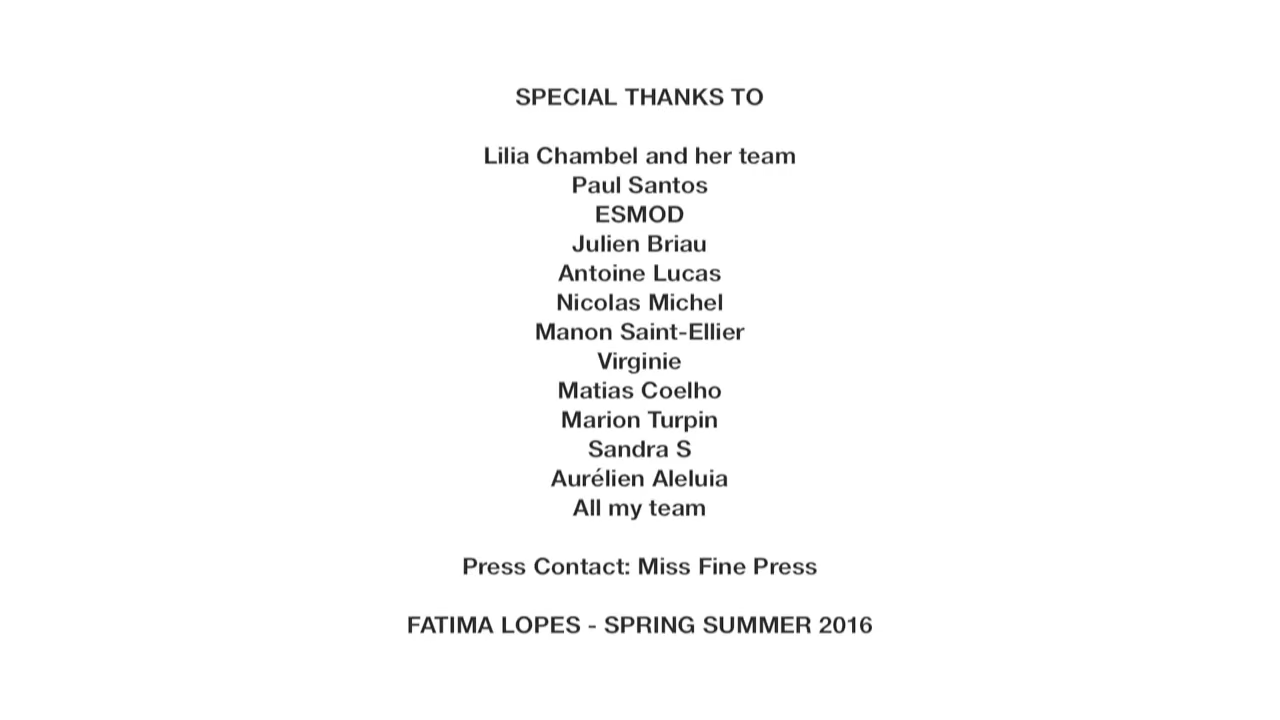 SPECIAL THANKS TO
Lilia Chambel and her team
Paul Santos
ESMOD
Julien Briau
Antoine Lucas
Nicolas Michel
Manon Saint-Ellier
Virginie
Matias Coelho
Marion Turpin
Sandra S
Aurélien Aleluia
All my team
Press Contact: Miss Fine Press
FATIMA LOPES - SPRING SUMMER 2016